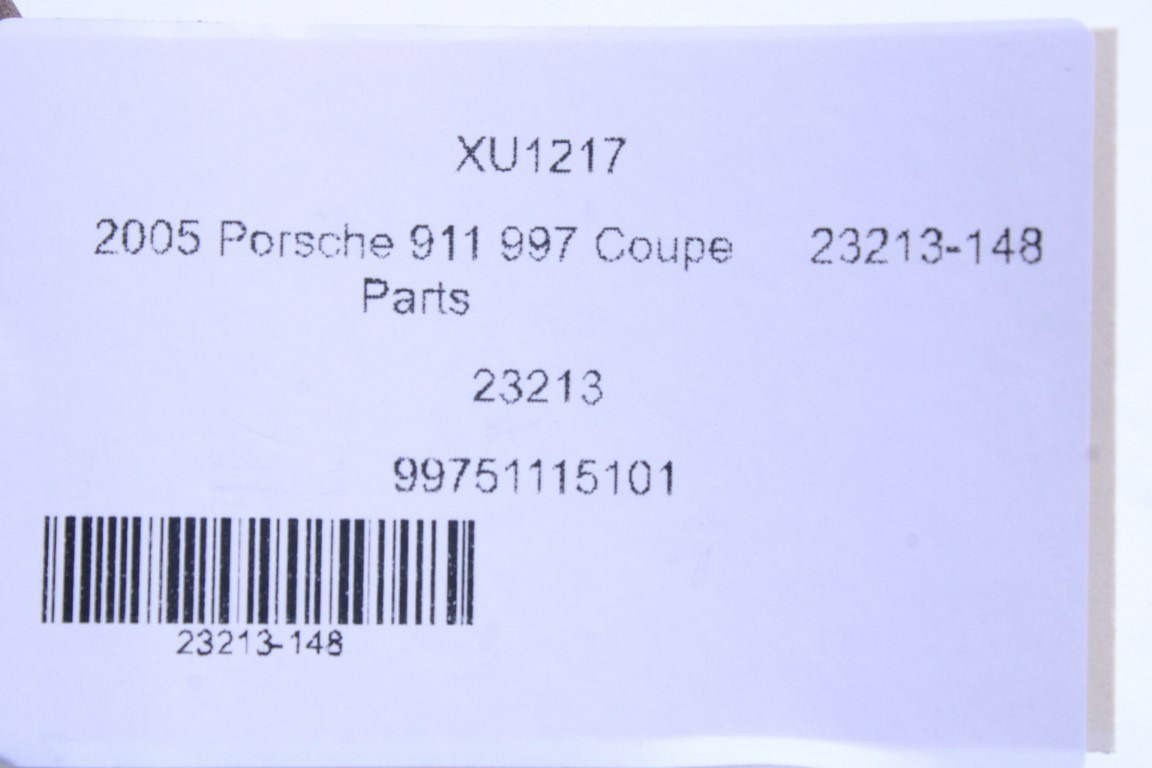 XU1217
2005 Porsche 911 997 Coupe 23213-148
Parts
23213
99751115101
23213-148